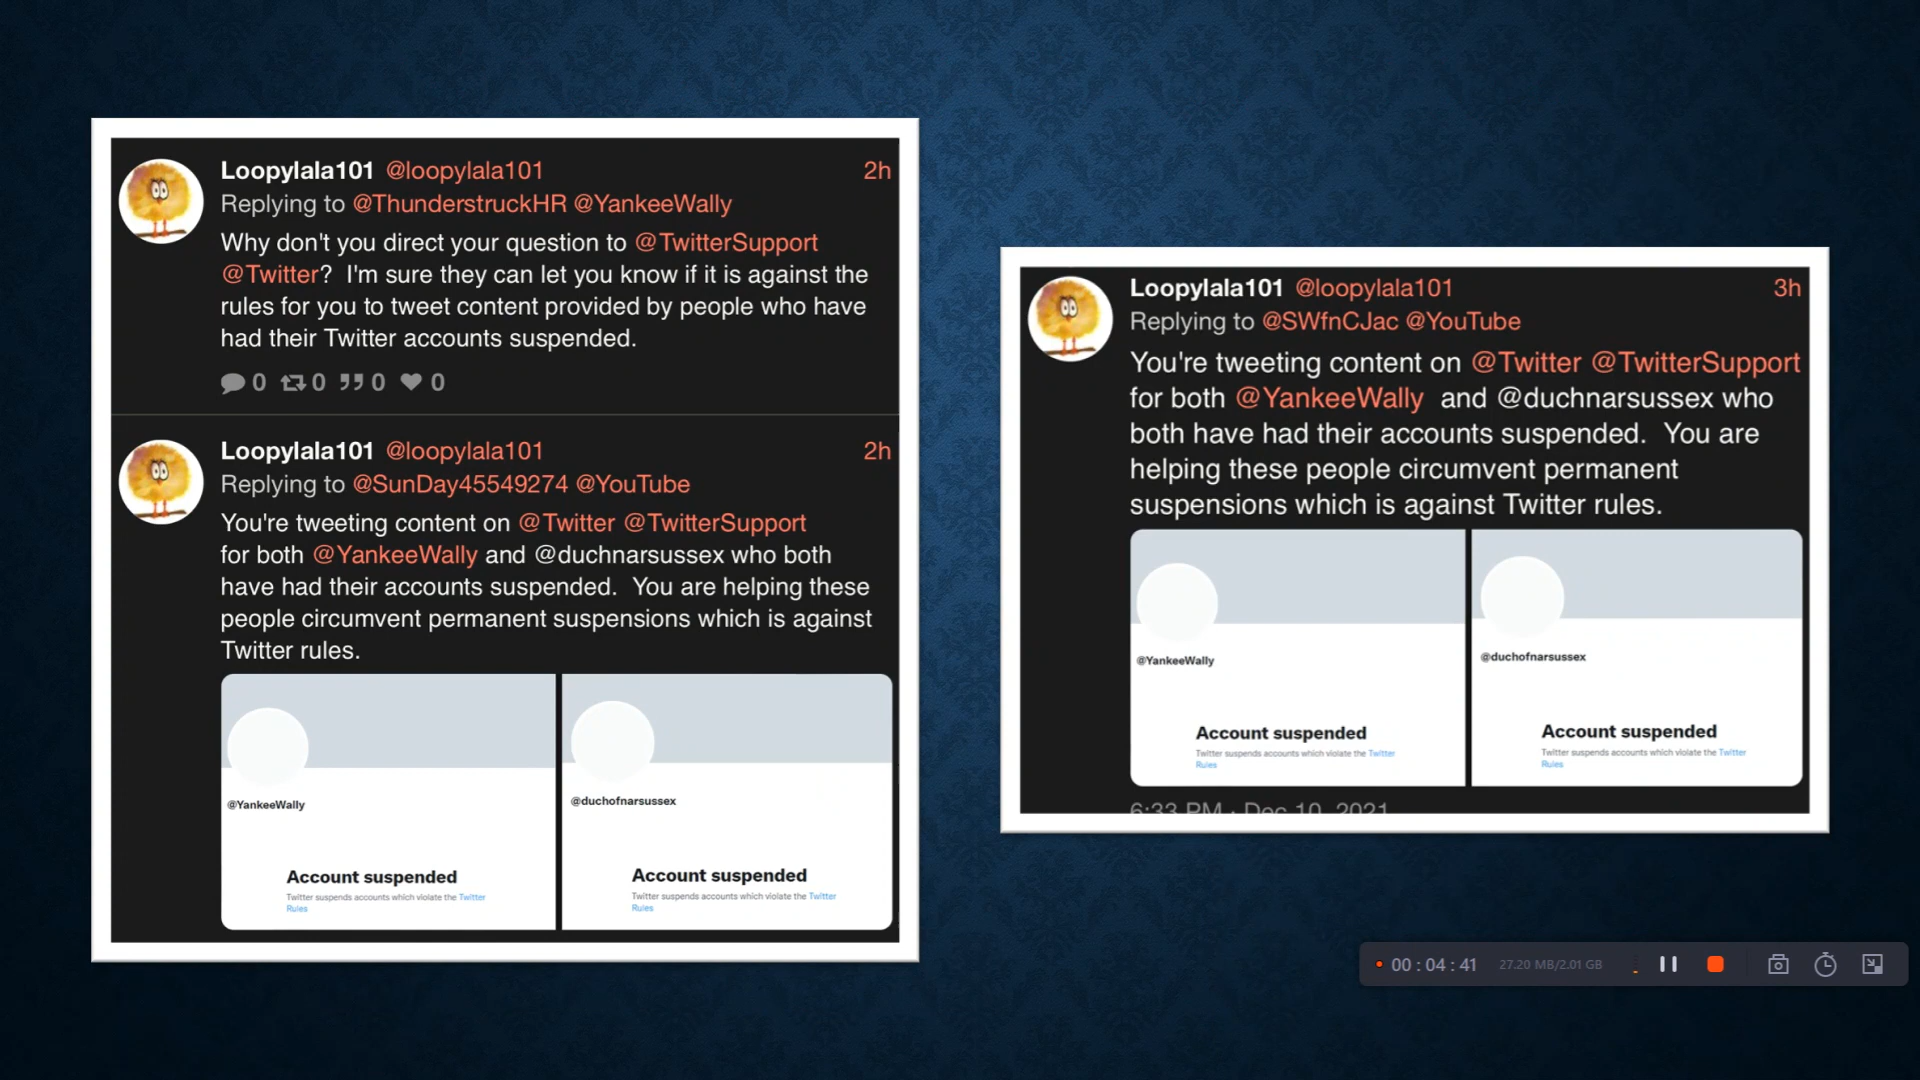 Loopylala101 @loopylala101 2h
Replying to @ThunderstruckHR @YankeeWally
Why don't you direct your question to @TwitterSupport
@Twitter?  I'm sure they can let you know if it is against the
rules for you to tweet content provided by people who have
had their Twitter accounts suspended.
0 0 0 0
Loopylala101 @loopylala101 2h
Replying to @SunDay45549274 @YouTube
You're tweeting content on @Twitter @TwitterSupport
for both @YankeeWally and @duchnarsussex who both
have had their accounts suspended.  You are helping these
people circumvent permanent suspensions which is against
Twitter rules.
@YankeeWally
Account suspended
Twitter suspends accounts which violate the Twitter
Rules
@duchofnarsussex
Account suspended
Twitter suspends accounts which violate the Twitter
Rules
Loopylala101 @loopylala101 3h
Replying to @SWfnCJac @YouTube
You're tweeting content on @Twitter @TwitterSupport
for both @YankeeWally  and @duchnarsussex who
both have had their accounts suspended.  You are
helping these people circumvent permanent
suspensions which is against Twitter rules.
@YankeeWally
Account suspended
Twitter suspends accounts which violate the Twitter
Rules
@duchofnarsussex
Account suspended
Twitter suspends accounts which violate the Twitter
Rules
6:33 PM · Dec 10, 2021
00 : 04 : 41 27.20 MB/2.01 GB